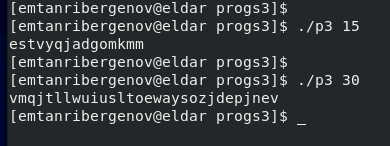 [emtanribergenov@eldar progs3]$
[emtanribergenov@eldar progs3]$ ./p3 15
estvyqjadgomkmm
[emtanribergenov@eldar progs3]$
[emtanribergenov@eldar progs3]$ ./p3 30
vmqjtllwuiusltoewaysozjdepjnev
[emtanribergenov@eldar progs3]$ _